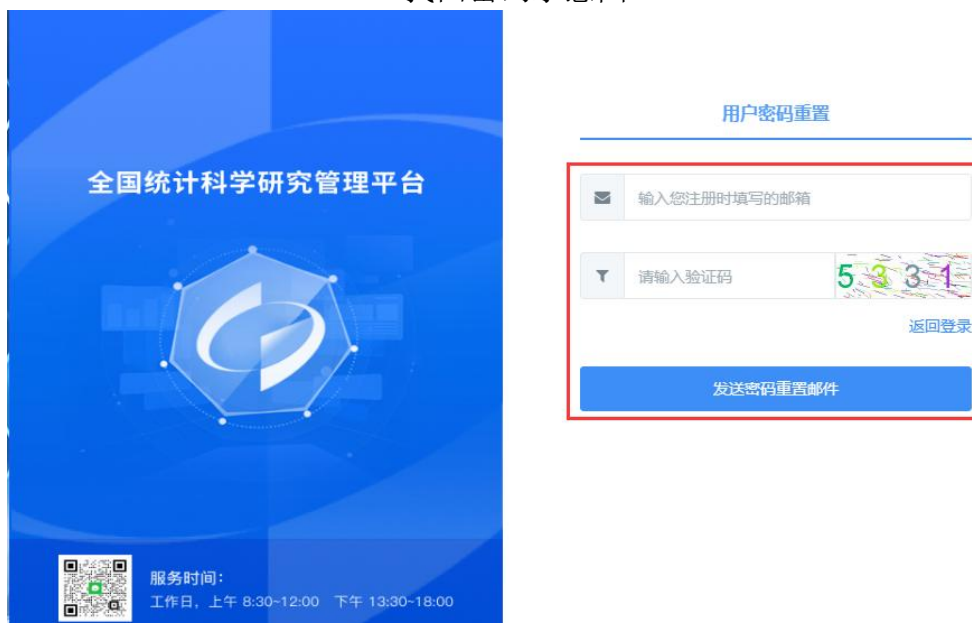 用户密码重置
全国统计科学研究管理平台
输入您注册时填写的邮箱
请输入验证码
5331
返回登录
发送密码重置邮件
服务时间:
工作日, 上午 8:30~12:00 下午 13:30~18:00